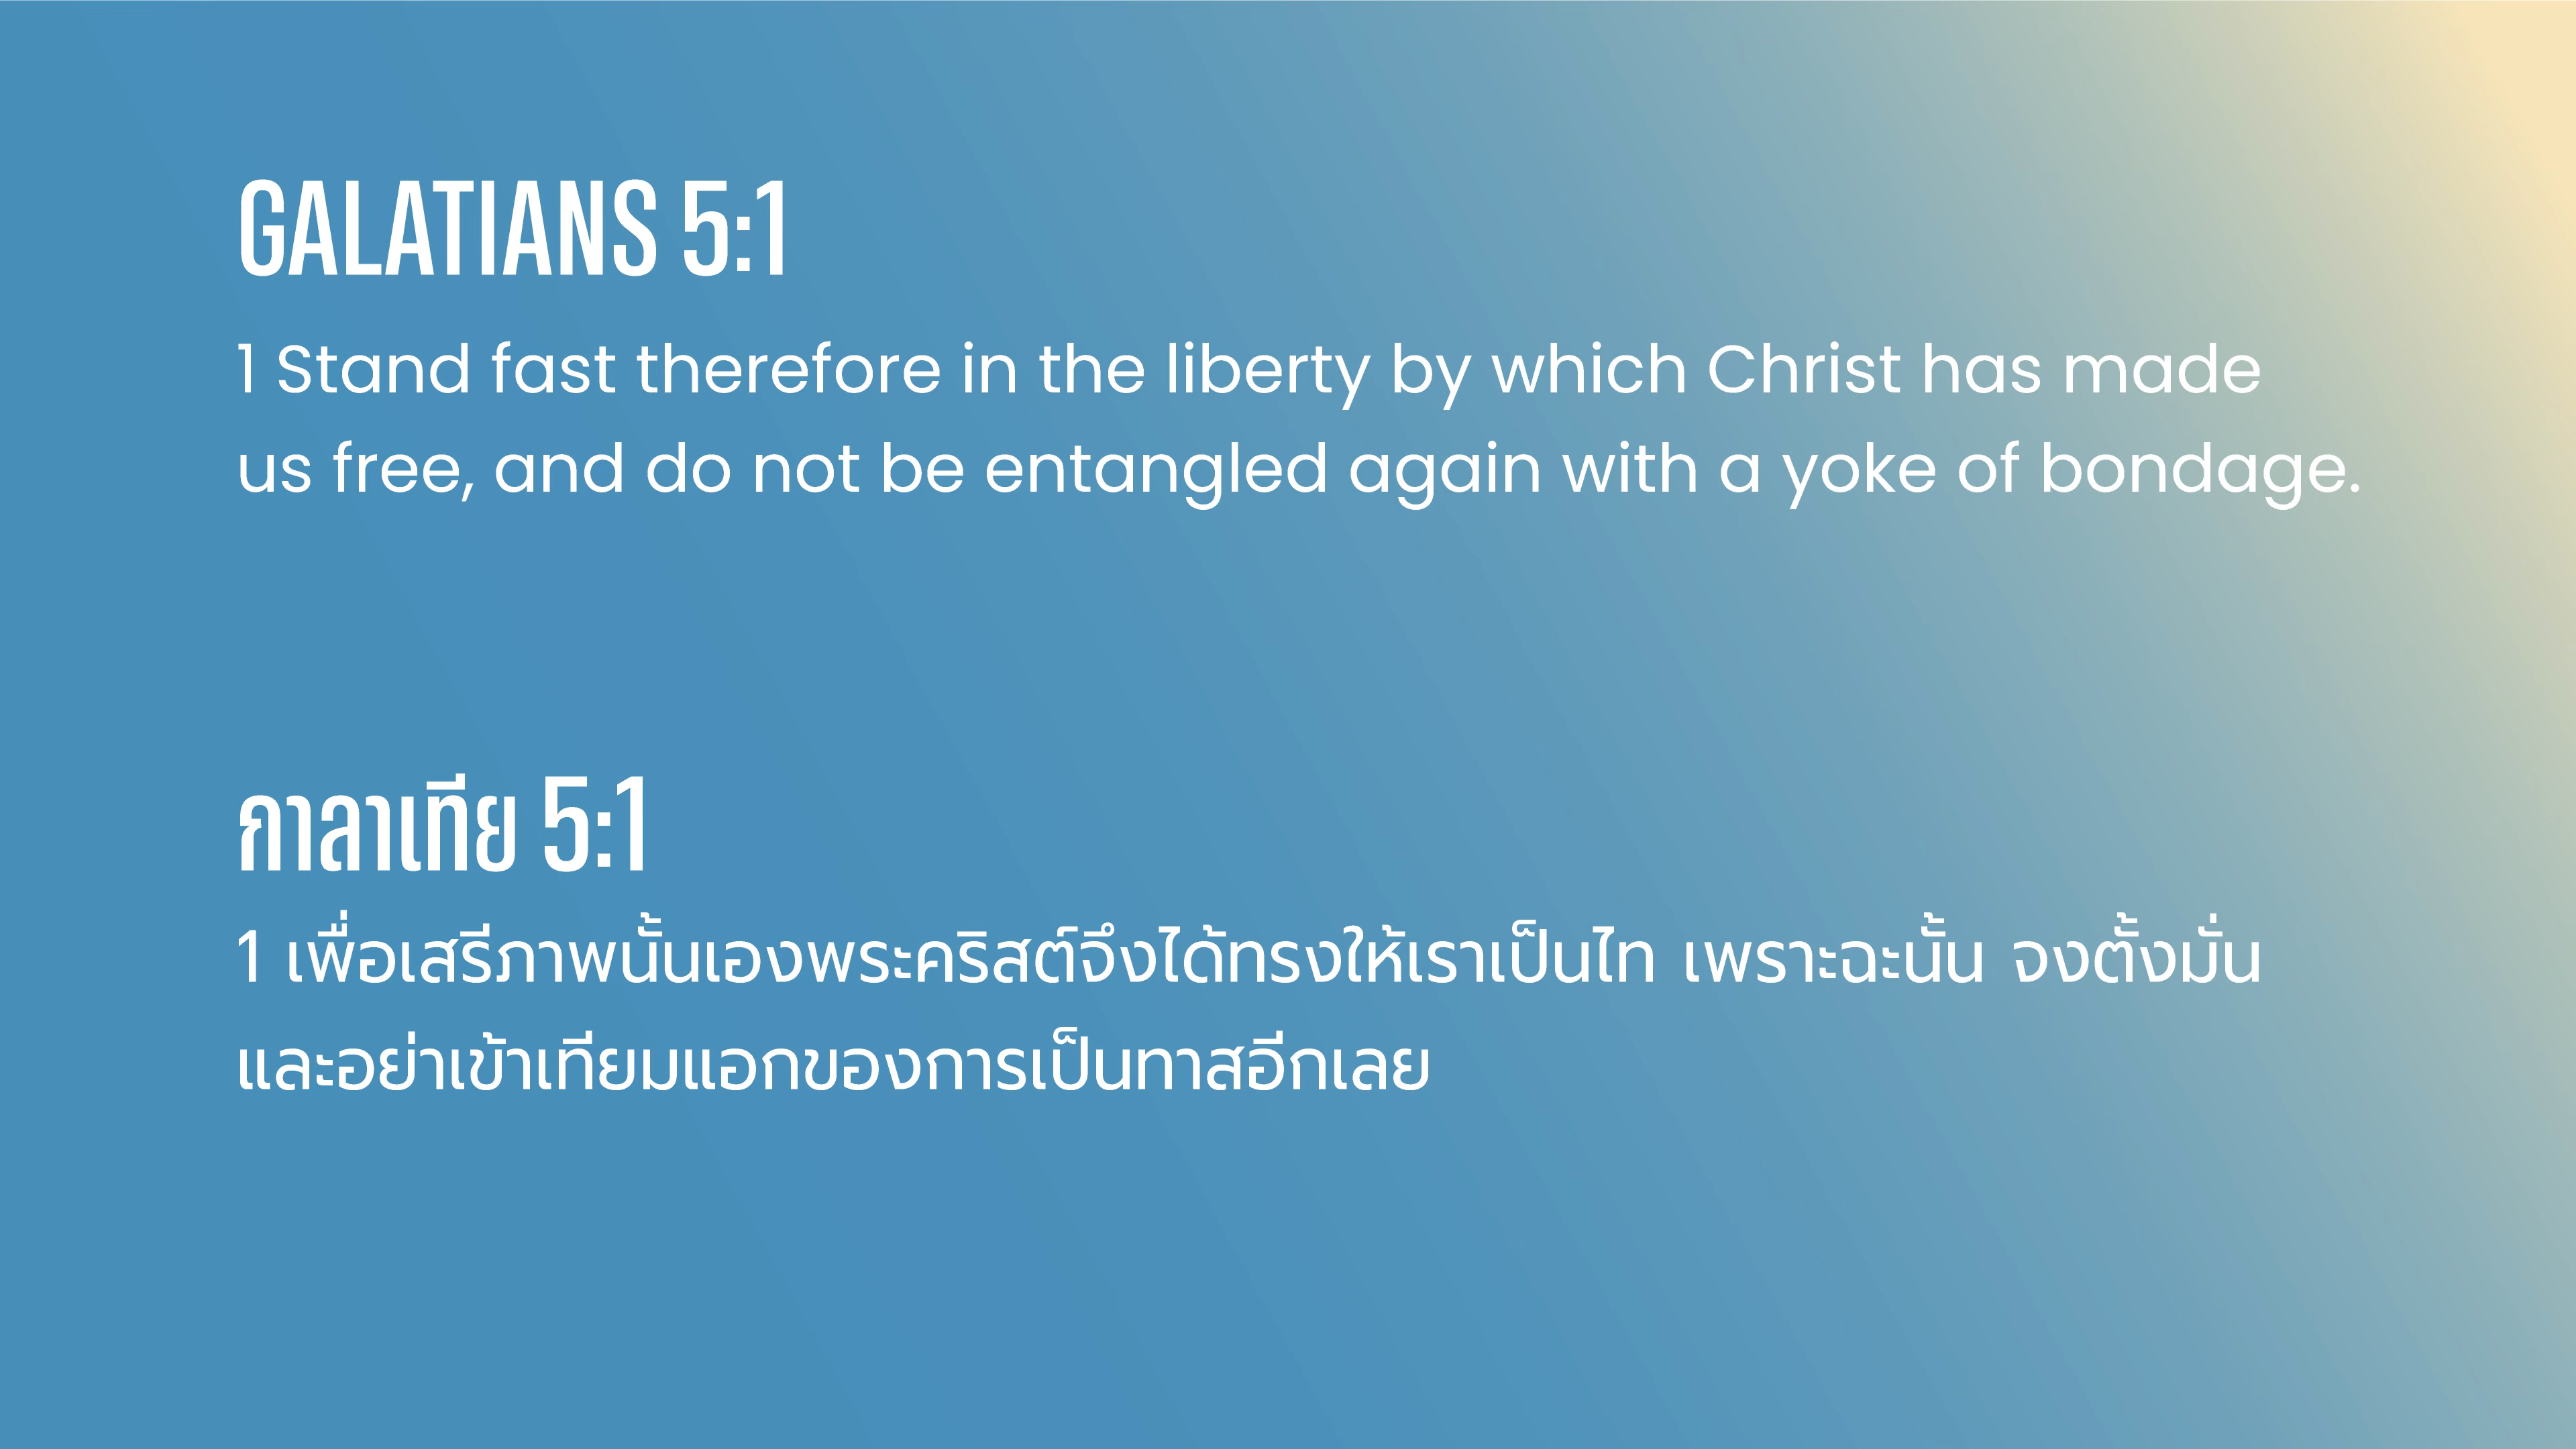 GALATIANS 5:1
1 Stand fast therefore in the liberty by which Christ has made
us free, and do not be entangled again with a yoke of bondage.
กาลาเทีย 5:1
1 เพื่อเสรีภาพนั้นเองพระคริสต์จึงได้ทรงให้เราเป็นไท เพราะฉะนั้น จงตั้งมั่น
และอย่าเข้าเทียมแอกของการเป็นทาสอีกเลย